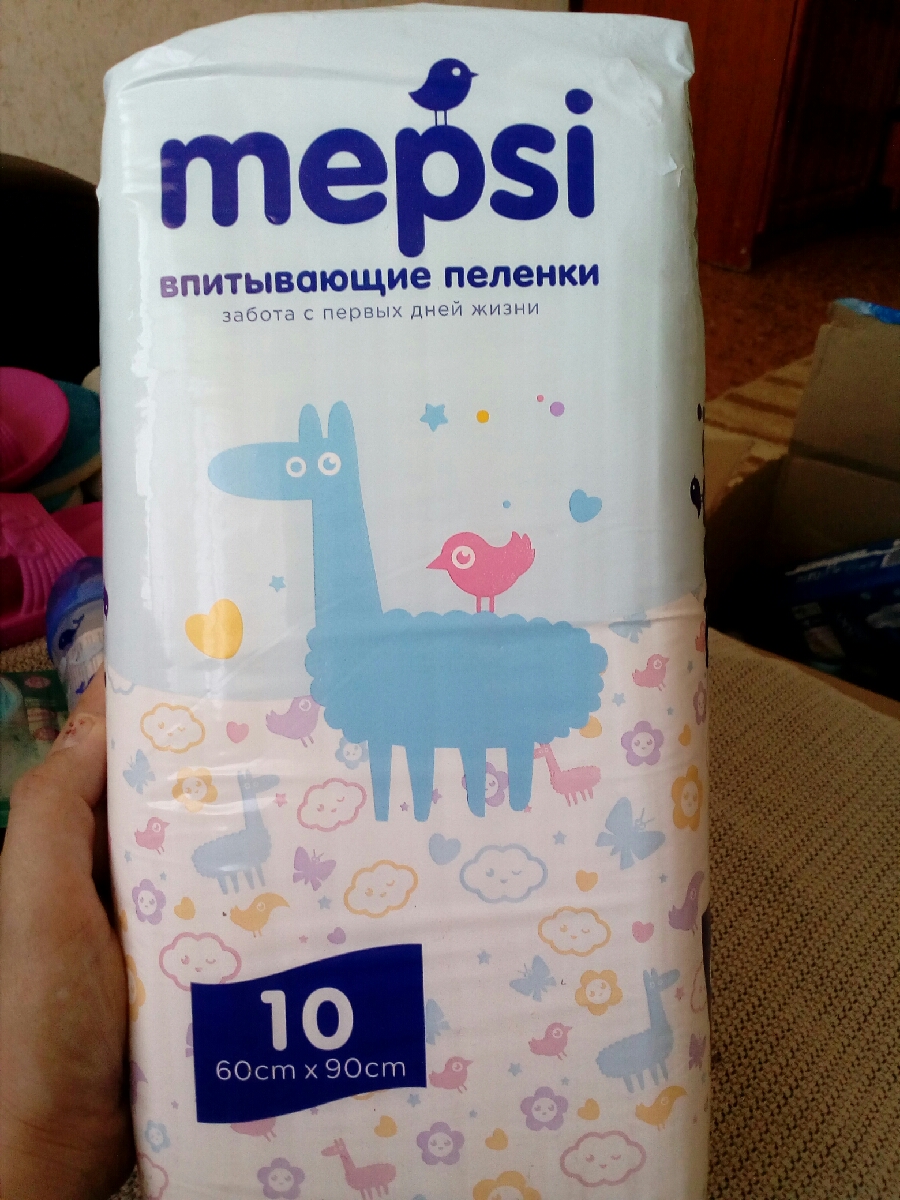 mepsi
впитывающие пеленки
забота с первых дней жизни
10
60cm x 90cm